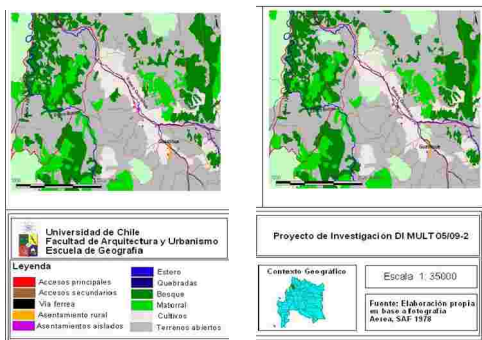 Universidad de Chile
Facultad de Arquitectura y Urbanismo
Escuela de Geografía
Leyenda
Accesos principales
Accesos secundarios
Via ferrea
Asentamiento rural
Asentamientos aislados
Estero
Quebradas
Bosque
Matorral
Cultivos
Terrenos abiertos
Proyecto de Investigación DI MULT 05/09-2
Contexto Geográfico
Escala 1: 35000
Fuente: Elaboración propia
en base a fotografía
Aerea, SAF 1978